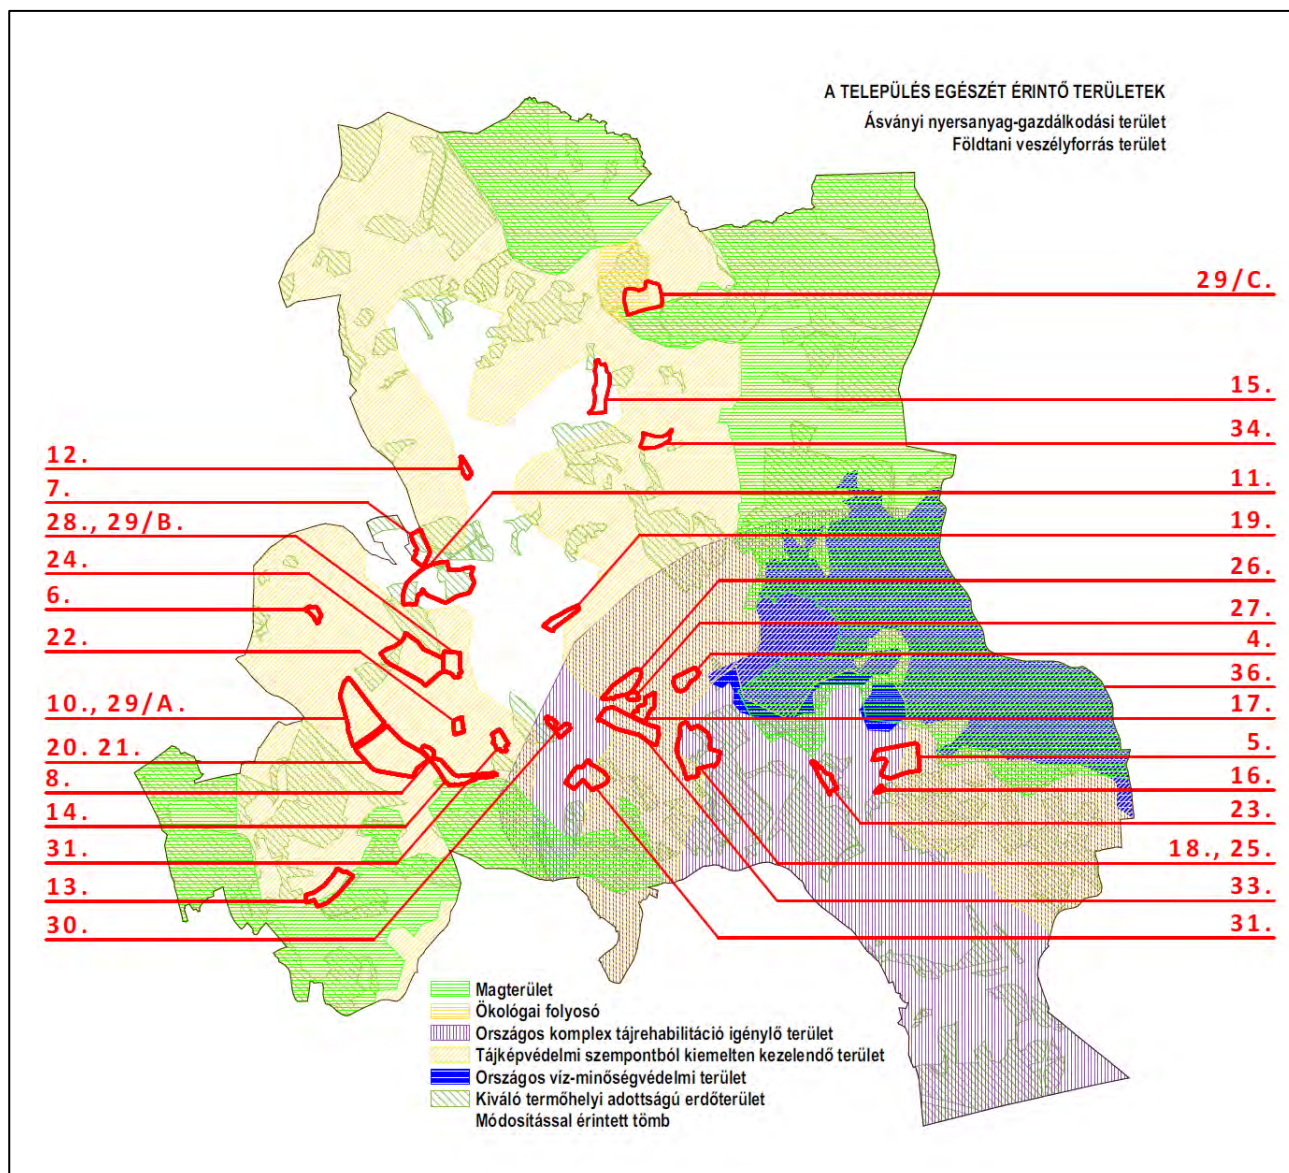 A TELEPÜLÉS EGÉSZÉT ÉRINTŐ TERÜLETEK
Ásványi nyersanyag-gazdálkodási terület
Földtani veszélyforrás terület
29/C.
15.
34.
11.
19.
26.
27.
4.
36.
17.
5.
16.
23.
18., 25.
33.
31.
12.
7.
28., 29/B.
24.
6.
22.
10., 29/A.
20. 21.
8.
14.
31.
13.
30.
Magterület
Ökológai folyosó
Országos komplex tájrehabilitáció igénylő terület
Tájképvédelmi szempontból kiemelten kezelendő terület
Országos víz-minőségvédelmi terület
Kiváló termőhelyi adottságú erdőterület
Módosítással érintett tömb